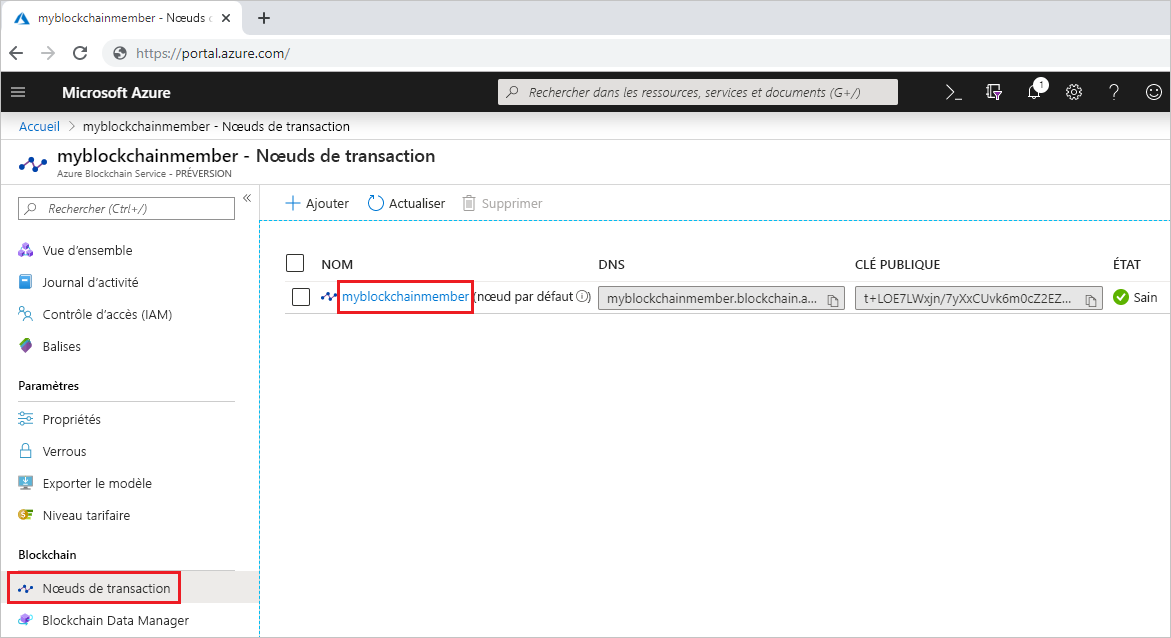 myblockchainmember - Nœuds
https://portal.azure.com/
Microsoft Azure
Rechercher dans les ressources, services et documents (G+/)
1
Accueil > myblockchainmember - Nœuds de transaction
myblockchainmember - Nœuds de transaction
Azure Blockchain Service - PRÉVERSION
Rechercher (Ctrl+/)
Ajouter Actualiser Supprimer
Vue d'ensemble
Journal d'activité
Contrôle d'accès (IAM)
Balises
Paramètres
Propriétés
Verrous
Exporter le modèle
Niveau tarifaire
Blockchain
Nœuds de transaction
Blockchain Data Manager
NOM DNS CLÉ PUBLIQUE ÉTAT
myblockchainmember (nœud par défaut myblockchainmember.blockchain.a... t+LOE7LWxjn/7yXxCUvk6m0cZ2EZ... Sain